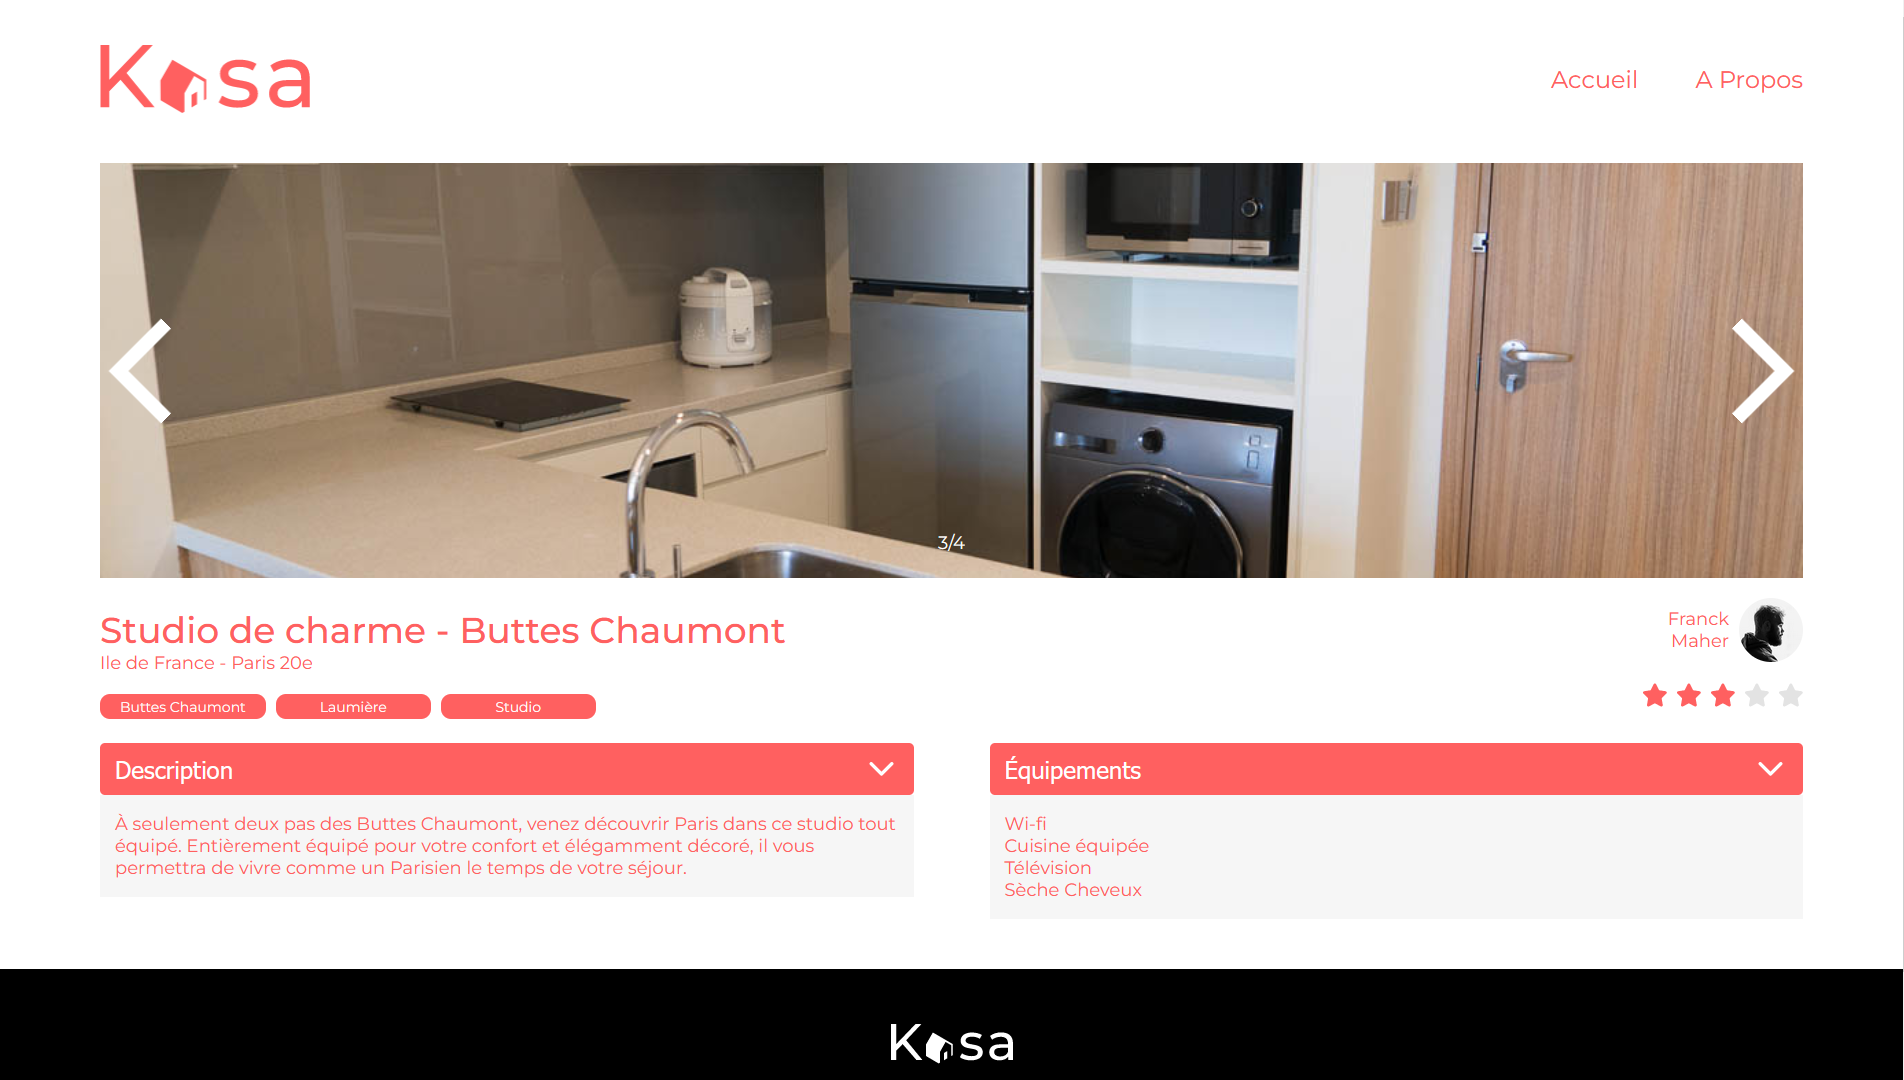 Kasa
Accueil
A Propos
3/4
Studio de charme - Buttes Chaumont
Ile de France - Paris 20e
Franck
Maher
Buttes Chaumont
Laumière
Studio
Description
À seulement deux pas des Buttes Chaumont, venez découvrir Paris dans ce studio tout
équipé. Entièrement équipé pour votre confort et élégamment décoré, il vous
permettra de vivre comme un Parisien le temps de votre séjour.
Équipements
Wi-fi
Cuisine équipée
Télévision
Sèche Cheveux
Kasa